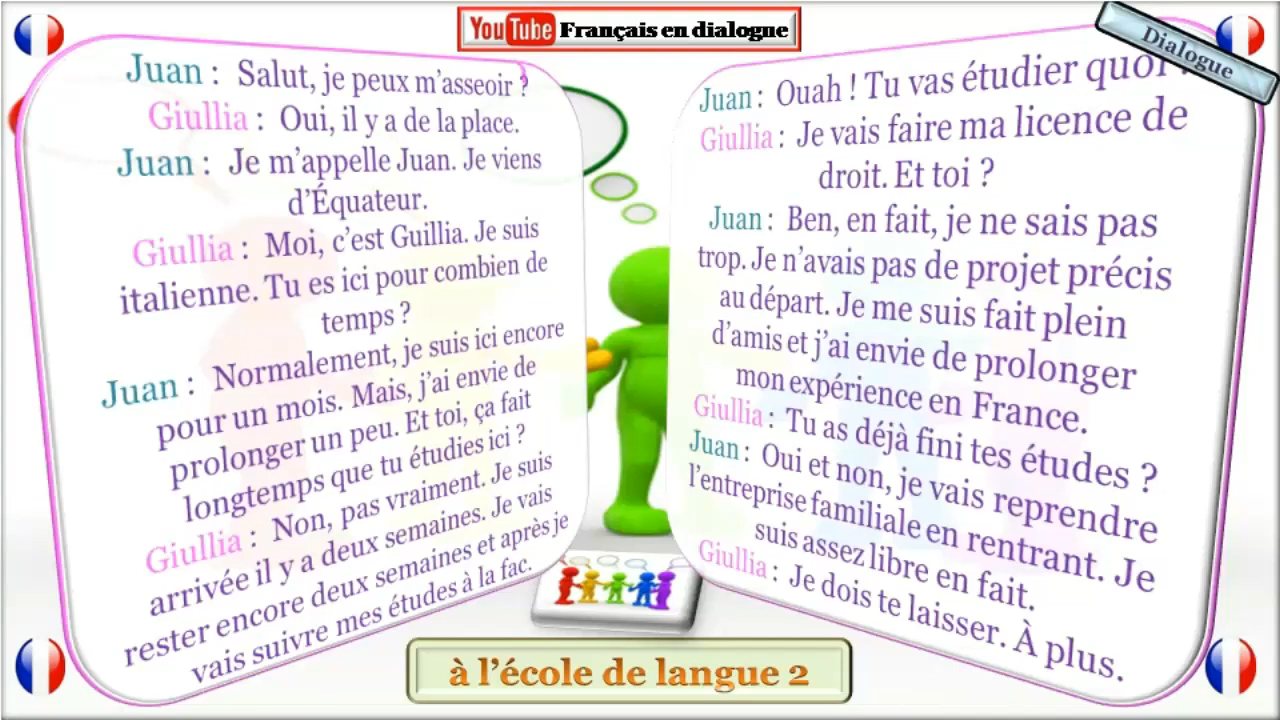 YouTube Français en dialogue
Dialogue
Juan : Salut, je peux m’asseoir ?
Giullia : Oui, il y a de la place.
Juan : Je m’appelle Juan. Je viens
d’Équateur.
Giullia : Moi, c’est Guillia. Je suis
italienne. Tu es ici pour combien de
temps ?
Juan : Normalement, je suis ici encore
pour un mois. Mais, j’ai envie de
prolonger un peu. Et toi, ça fait
longtemps que tu étudies ici ?
Giullia : Non, pas vraiment. Je suis
arrivée il y a deux semaines. Je vais
rester encore deux semaines et après je
vais suivre mes études à la fac.
Juan : Ouah ! Tu vas étudier quoi
Giullia : Je vais faire ma licence de
droit. Et toi ?
Juan : Ben, en fait, je ne sais pas
trop. Je n’avais pas de projet précis
au départ. Je me suis fait plein
d’amis et j’ai envie de prolonger
mon expérience en France.
Giullia : Tu as déjà fini tes études ?
Juan : Oui et non, je vais reprendre
l’entreprise familiale en rentrant. Je
suis assez libre en fait.
Giullia : Je dois te laisser. À plus.
à l’école de langue 2